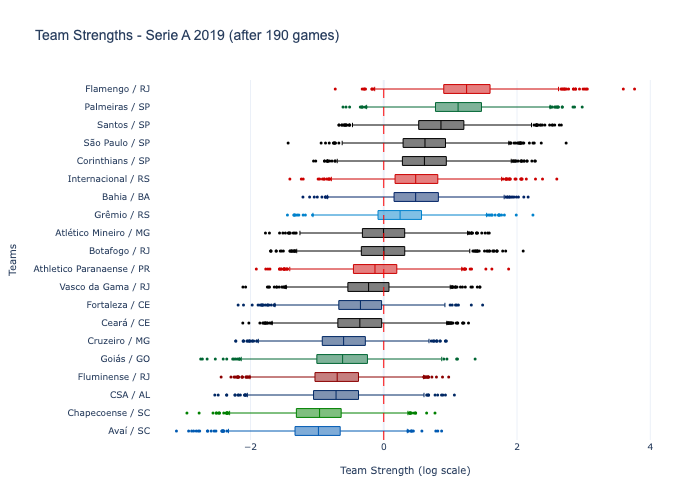 Team Strengths - Serie A 2019 (after 190 games)
Flamengo / RJ
Palmeiras / SP
Santos / SP
São Paulo / SP
Corinthians / SP
Internacional / RS
Bahia / BA
Grêmio / RS
Atlético Mineiro / MG
Botafogo / RJ
Athletico Paranaense / PR
Vasco da Gama / RJ
Fortaleza / CE
Ceará / CE
Cruzeiro / MG
Goiás / GO
Fluminense / RJ
CSA / AL
Chapecoense / SC
Avaí / SC
Teams
−2 0 2 4
Team Strength (log scale)